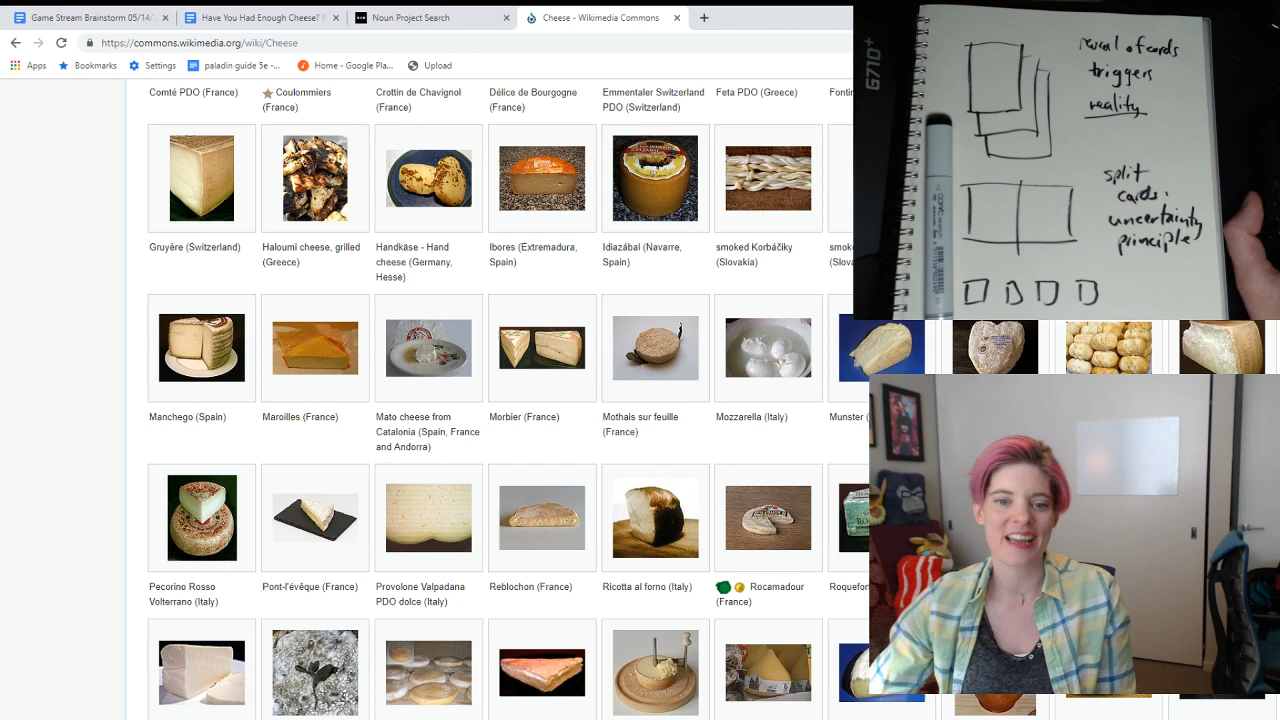 Game Stream Brainstorm 05/14/
Have You Had Enough Cheese?
Noun Project Search
Cheese - Wikimedia Commons
https://commons.wikimedia.org/wiki/Cheese
Apps
Bookmarks
Settings
paladin guide 5e -...
Home - Google Pla...
Upload
Comté PDO (France)
Coulommiers
(France)
Crottin de Chavignol
(France)
Délice de Bourgogne
(France)
Emmentaler Switzerland
PDO (Switzerland)
Feta PDO (Greece)
Gruyère (Switzerland)
Haloumi cheese, grilled
(Greece)
Handkäse - Hand
cheese (Germany,
Hesse)
Ibores (Extremadura,
Spain)
Idiazábal (Navarre,
Spain)
smoked Korbáčiky
(Slovakia)
Manchego (Spain)
Maroilles (France)
Mato cheese from
Catalonia (Spain, France
and Andorra)
Morbier (France)
Mothais sur feuille
(France)
Mozzarella (Italy)
Munster
Pecorino Rosso
Volterrano (Italy)
Pont-l'évêque (France)
Provolone Valpadana
PDO dolce (Italy)
Reblochon (France)
Ricotta al forno (Italy)
Rocamadour
(France)
G710+
reveal of cards
triggers
reality
split
cards.
uncertainty
principle